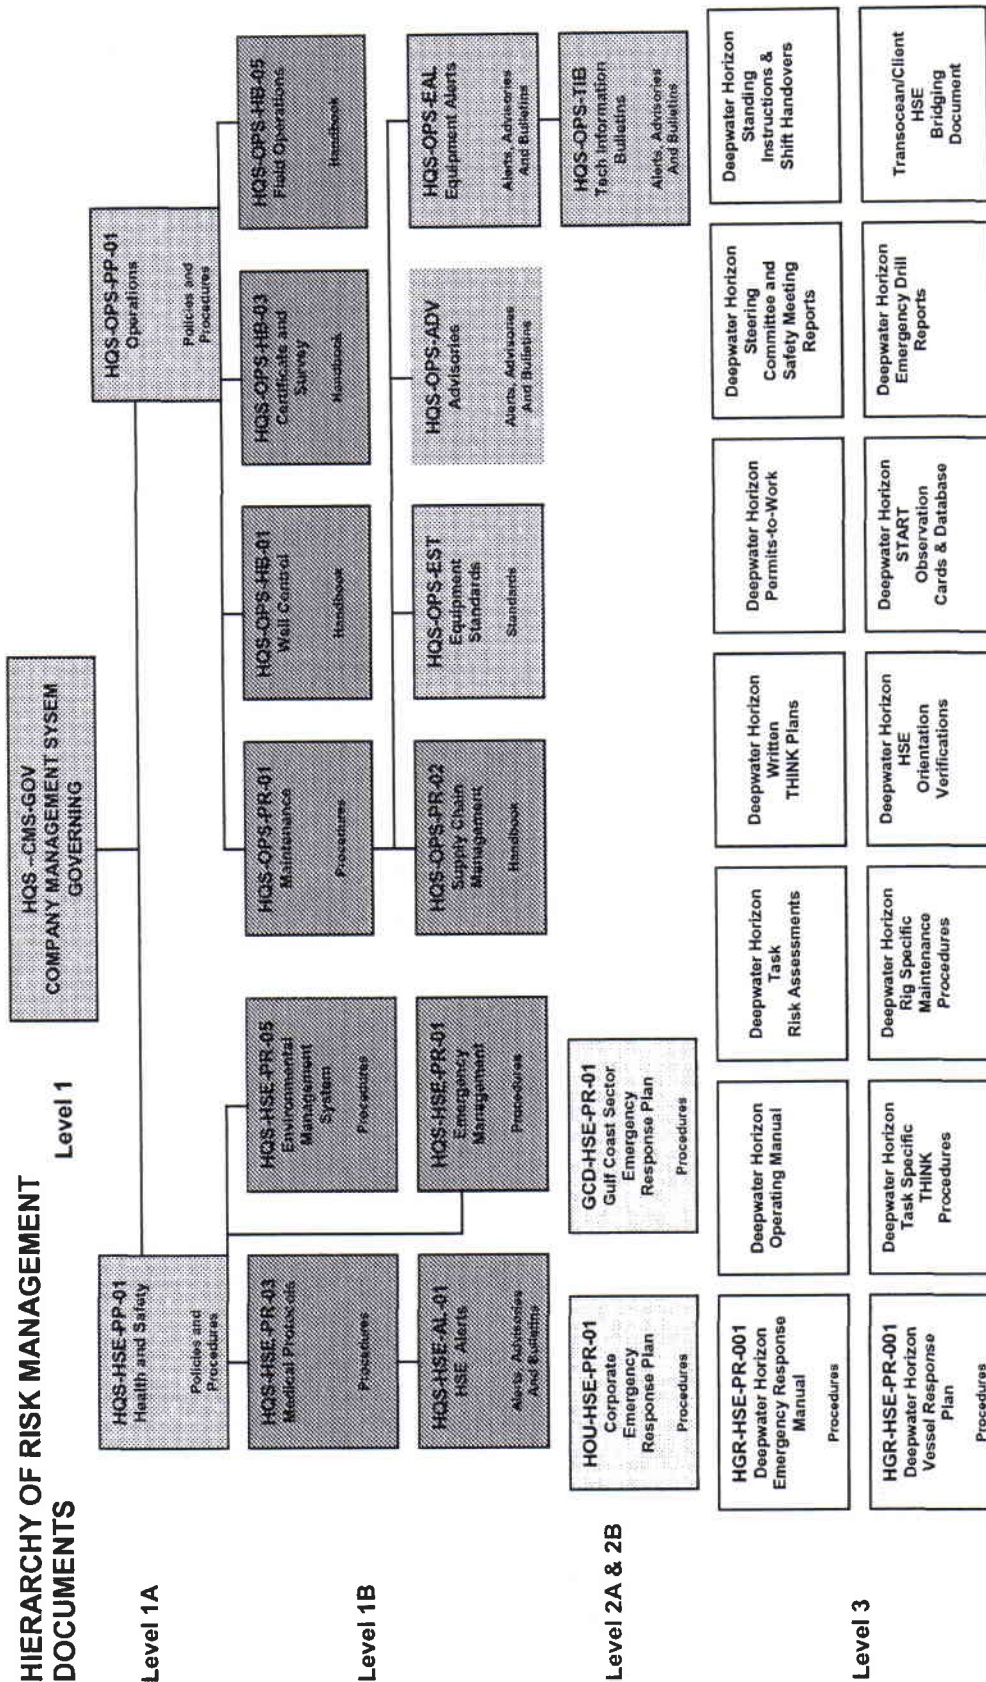 HIERARCHY OF RISK MANAGEMENT
DOCUMENTS
Level 1
HQS -CMS-GOV
COMPANY MANAGEMENT SYSEM
GOVERNING
Level 1A
HQS-HSE-PP-01
Health and Safety
Policies and
Procedures
HQS-OPS-PP-01
Operations
Policies and
Procedures
Level 1B
HQS-HSE-PR-03
Medical Protocols
Procedures
HQS-HSE-PR-05
Environmental
Management
System
Procedures
HQS-OPS-PR-01
Maintenance
Procedures
HQS-OPS-HB-01
Well Control
Handbook
HQS-OPS-HB-03
Certificate and
Survey
Handbook
HQS-OPS-HB-05
Field Operations
Handbook
HQS-HSE-AL-01
HSE Alerts
Alerts, Advisories
And Bulletins
HQS-HSE-PR-01
Emergency
Management
Procedures
HQS-OPS-PR-02
Supply Chain
Management
Handbook
HQS-OPS-EST
Equipment
Standards
Standards
HQS-OPS-ADV
Advisories
Alerts, Advisories
And Bulletins
HQS-OPS-EAL
Equipment Alerts
Alerts, Advisories
And Bulletins
Level 2A & 2B
HOU-HSE-PR-01
Corporate
Emergency
Response Plan
Procedures
GCD-HSE-PR-01
Gulf Coast Sector
Emergency
Response Plan
Procedures
HQS-OPS-TIB
Tech Information
Bulletins
Alerts, Advisories
And Bulletins
Level 3
HGR-HSE-PR-001
Deepwater Horizon
Emergency Response
Manual
Procedures
Deepwater Horizon
Operating Manual
Deepwater Horizon
Task
Risk Assessments
Deepwater Horizon
Written
THINK Plans
Deepwater Horizon
Permits-to-Work
Deepwater Horizon
Steering
Committee and
Safety Meeting
Reports
Deepwater Horizon
Standing
Instructions &
Shift Handovers
HGR-HSE-PR-001
Deepwater Horizon
Vessel Response
Plan
Procedures
Deepwater Horizon
Task Specific
THINK
Procedures
Deepwater Horizon
Rig Specific
Maintenance
Procedures
Deepwater Horizon
HSE
Orientation
Verifications
Deepwater Horizon
START
Observation
Cards & Database
Deepwater Horizon
Emergency Drill
Reports
Transocean/Client
HSE
Bridging
Document